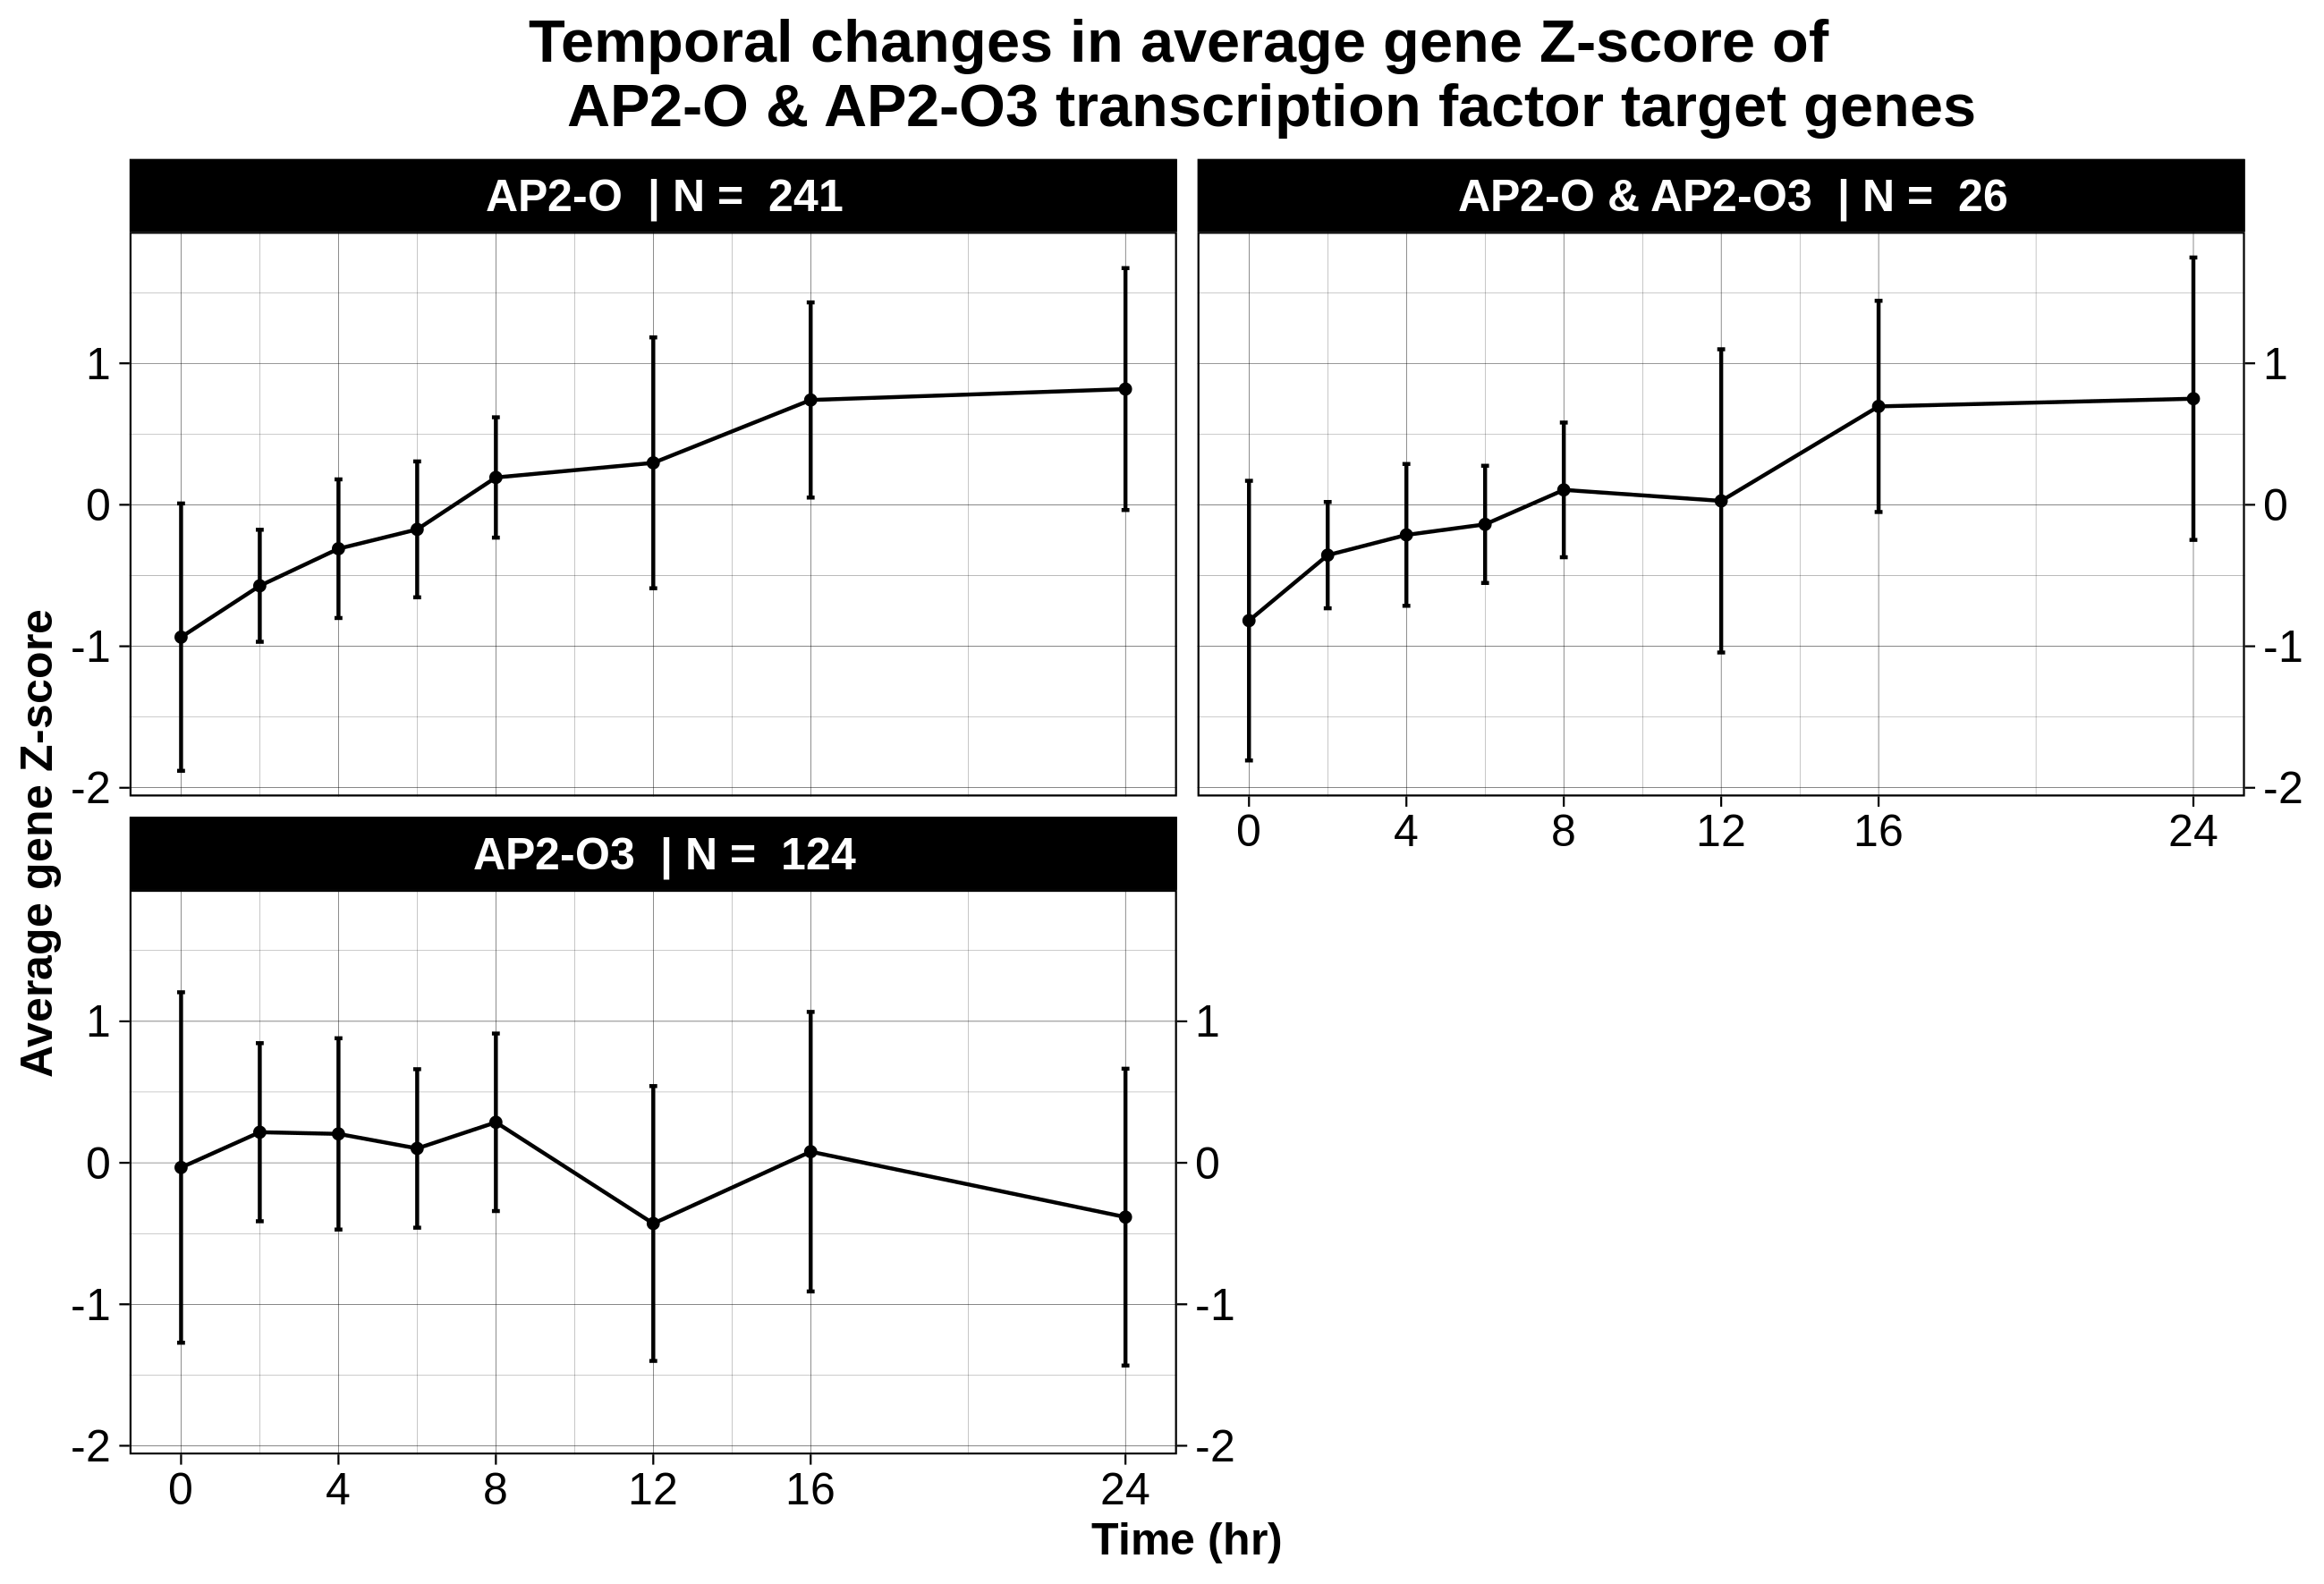 Temporal changes in average gene Z-score of
AP2-O & AP2-O3 transcription factor target genes
AP2-O | N = 241
AP2-O & AP2-O3 | N = 26
1
0
-1
-2
1
0
-1
-2
0 4 8 12 16 24
Average gene Z-score
AP2-O3 | N = 124
1
0
-1
-2
1
0
-1
-2
0 4 8 12 16 24
Time (hr)